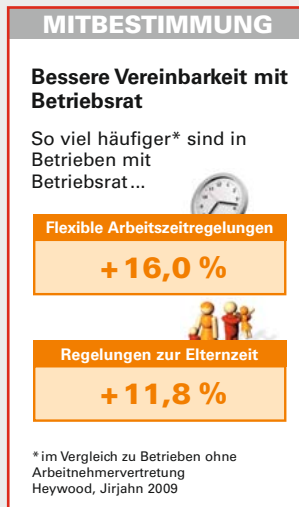 MITBESTIMMUNG
Bessere Vereinbarkeit mit
Betriebsrat
So viel häufiger* sind in
Betrieben mit
Betriebsrat...
Flexible Arbeitszeitregelungen
+16,0 %
Regelungen zur Elternzeit
+11,8 %
* im Vergleich zu Betrieben ohne
Arbeitnehmervertretung
Heywood, Jirjahn 2009